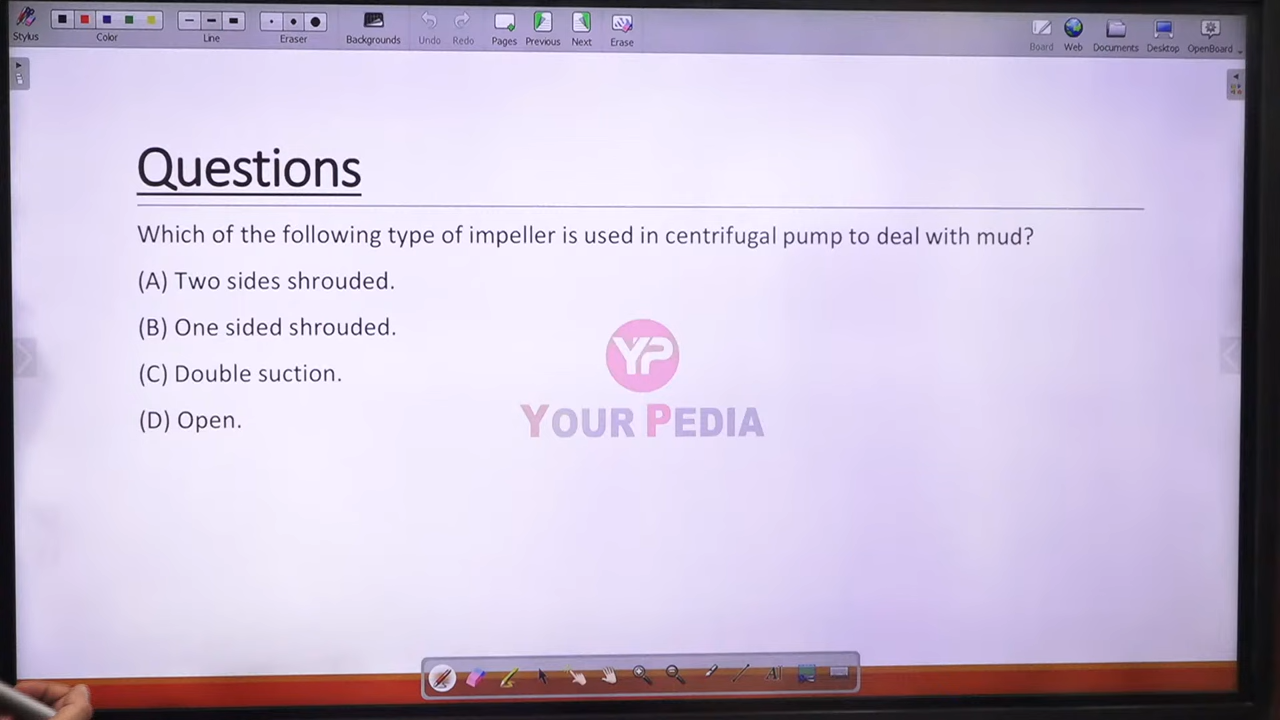 Stylus
Color
Line
Eraser
Backgrounds
Undo
Redo
Pages
Previous
Next
Erase
Board
Web
Documents
Desktop
OpenBoard
Questions
Which of the following type of impeller is used in centrifugal pump to deal with mud?
(A) Two sides shrouded.
(B) One sided shrouded.
(C) Double suction.
(D) Open.
YP
YOUR PEDIA
AI